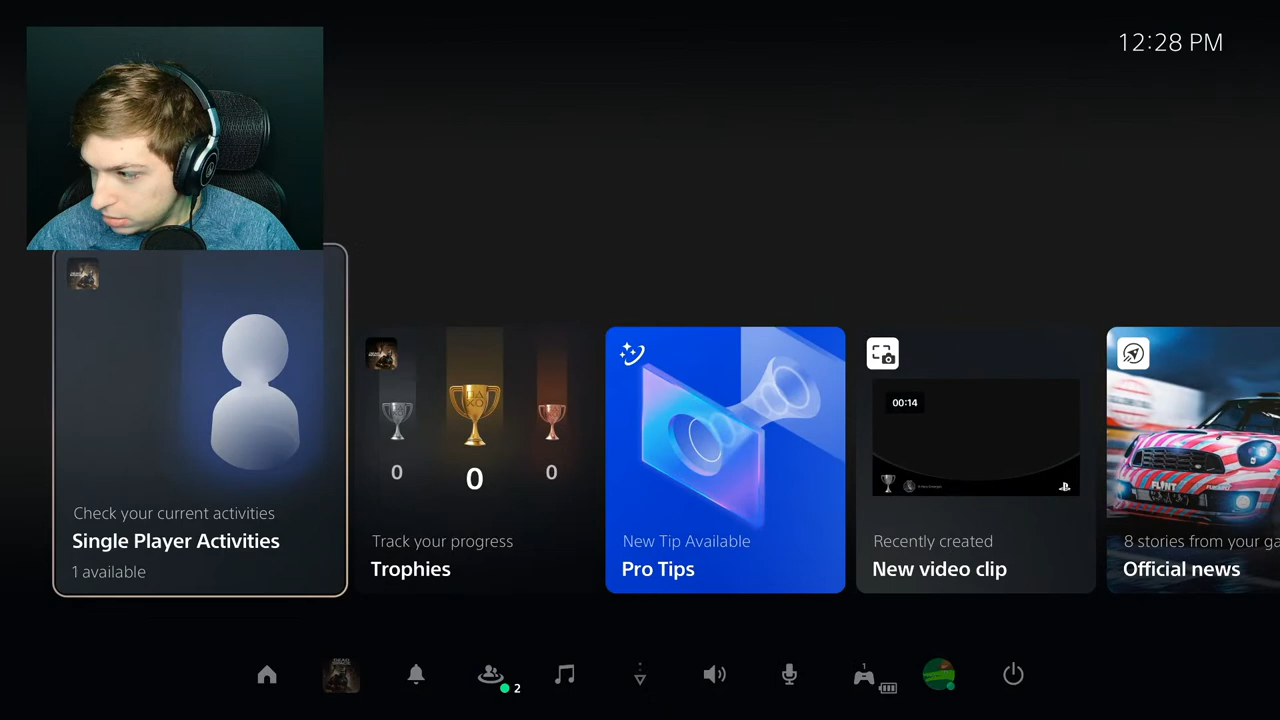 12:28 PM
Check your current activities
Single Player Activities
1 available
0
0
0
Track your progress
Trophies
New Tip Available
Pro Tips
00:14
Recently created
New video clip
FLINT
8 stories from your ga
Official news
2
1